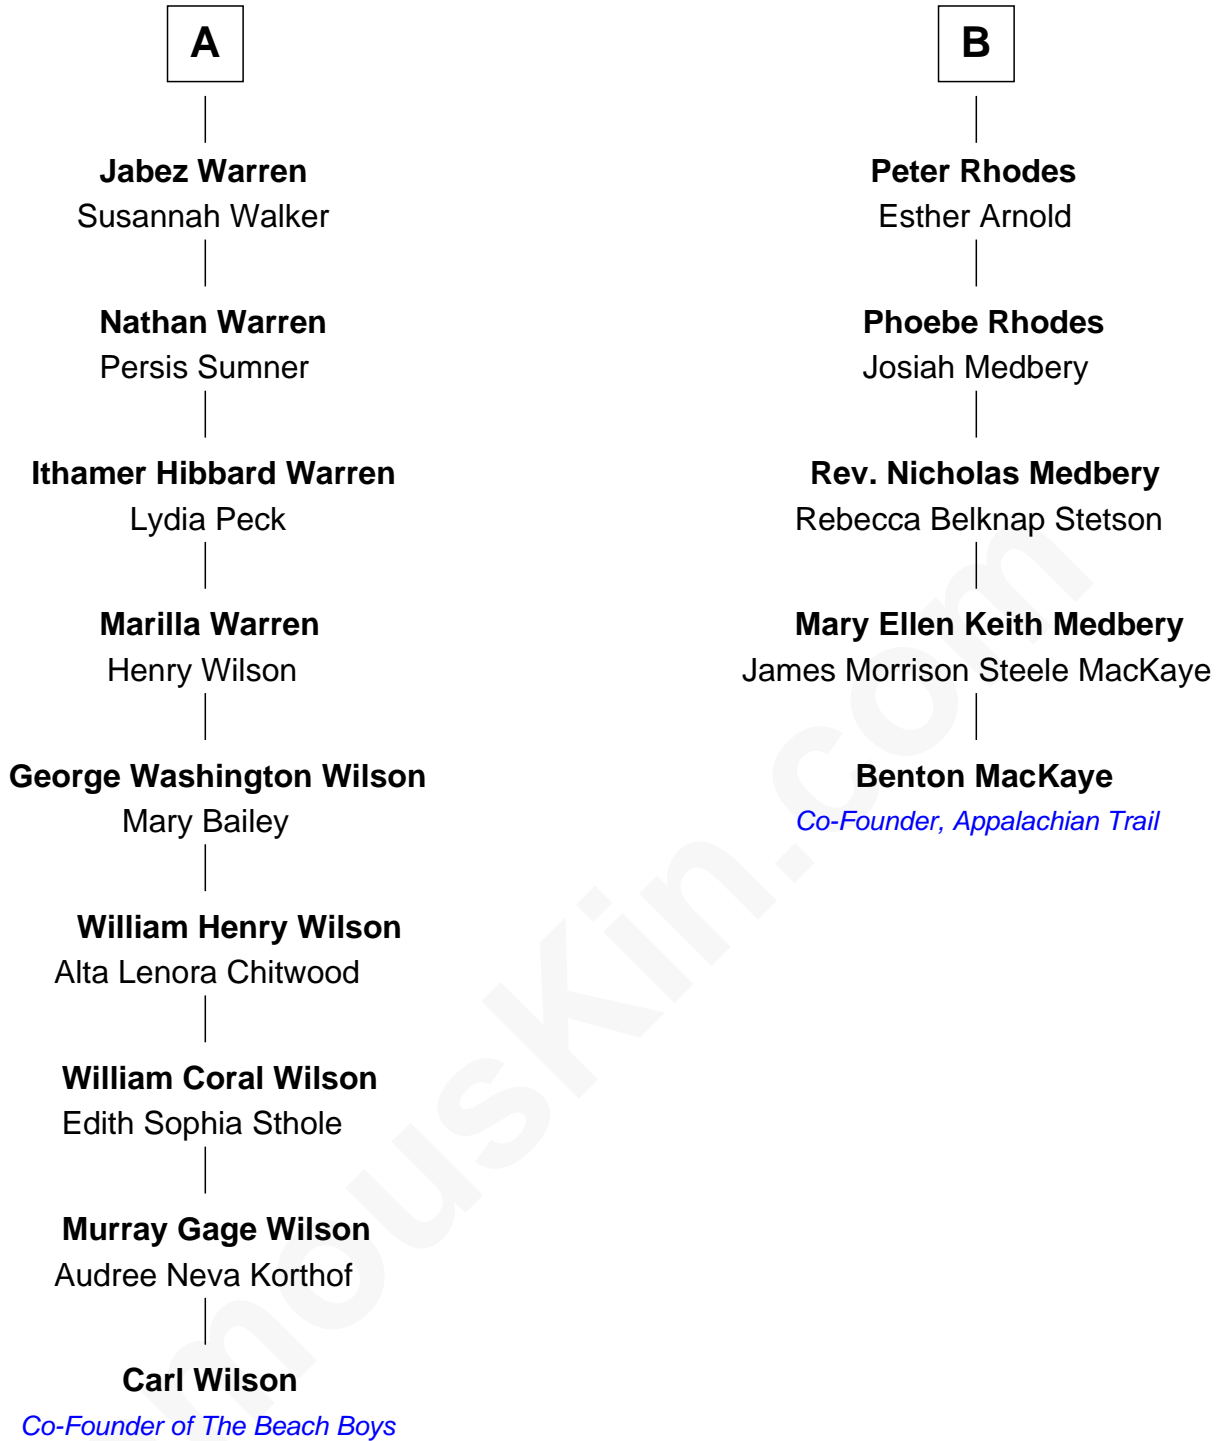 A
Jabez Warren
Susannah Walker
Nathan Warren
Persis Sumner
Ithamer Hibbard Warren
Lydia Peck
Marilla Warren
Henry Wilson
George Washington Wilson
Mary Bailey
William Henry Wilson
Alta Lenora Chitwood
William Coral Wilson
Edith Sophia Sthole
Murray Gage Wilson
Audree Neva Korthof
Carl Wilson
Co-Founder of The Beach Boys
B
Peter Rhodes
Esther Arnold
Phoebe Rhodes
Josiah Medbery
Rev. Nicholas Medbery
Rebecca Belknap Stetson
Mary Ellen Keith Medbery
James Morrison Steele MacKaye
Benton MacKaye
Co-Founder, Appalachian Trail
mousKin.com